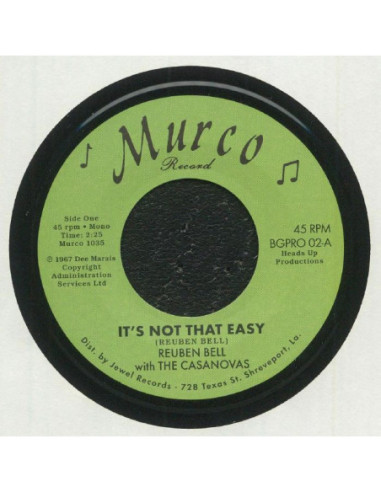 Murco
Record
Side One
45 rpm • Mono
Time: 2:25
Murco 1035
℗ 1967 Dee Marais
Copyright
Administration
Services Ltd
45 RPM
BGPRO 02-A
Heads Up
Productions
IT'S NOT THAT EASY
(REUBEN BELL)
REUBEN BELL
with THE CASANOVAS
Dist. by Jewel Records - 728 Texas St. Shreveport, La.